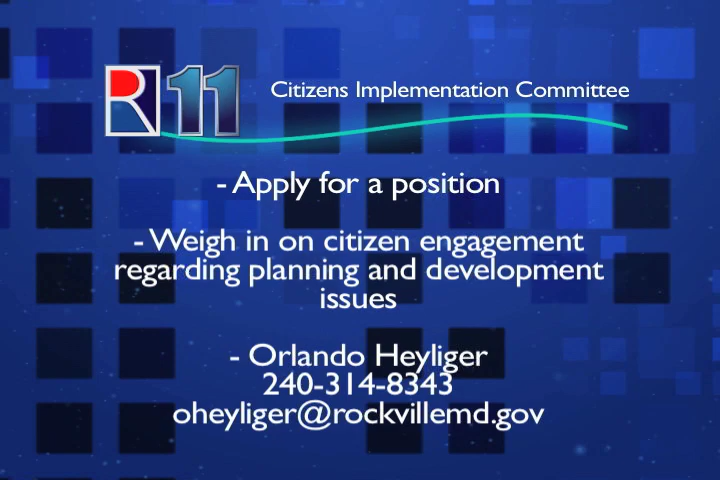 R 11
Citizens Implementation Committee
- Apply for a position
- Weigh in on citizen engagement
regarding planning and development
issues
- Orlando Heyliger
240-314-8343
oheyliger@rockvillemd.gov